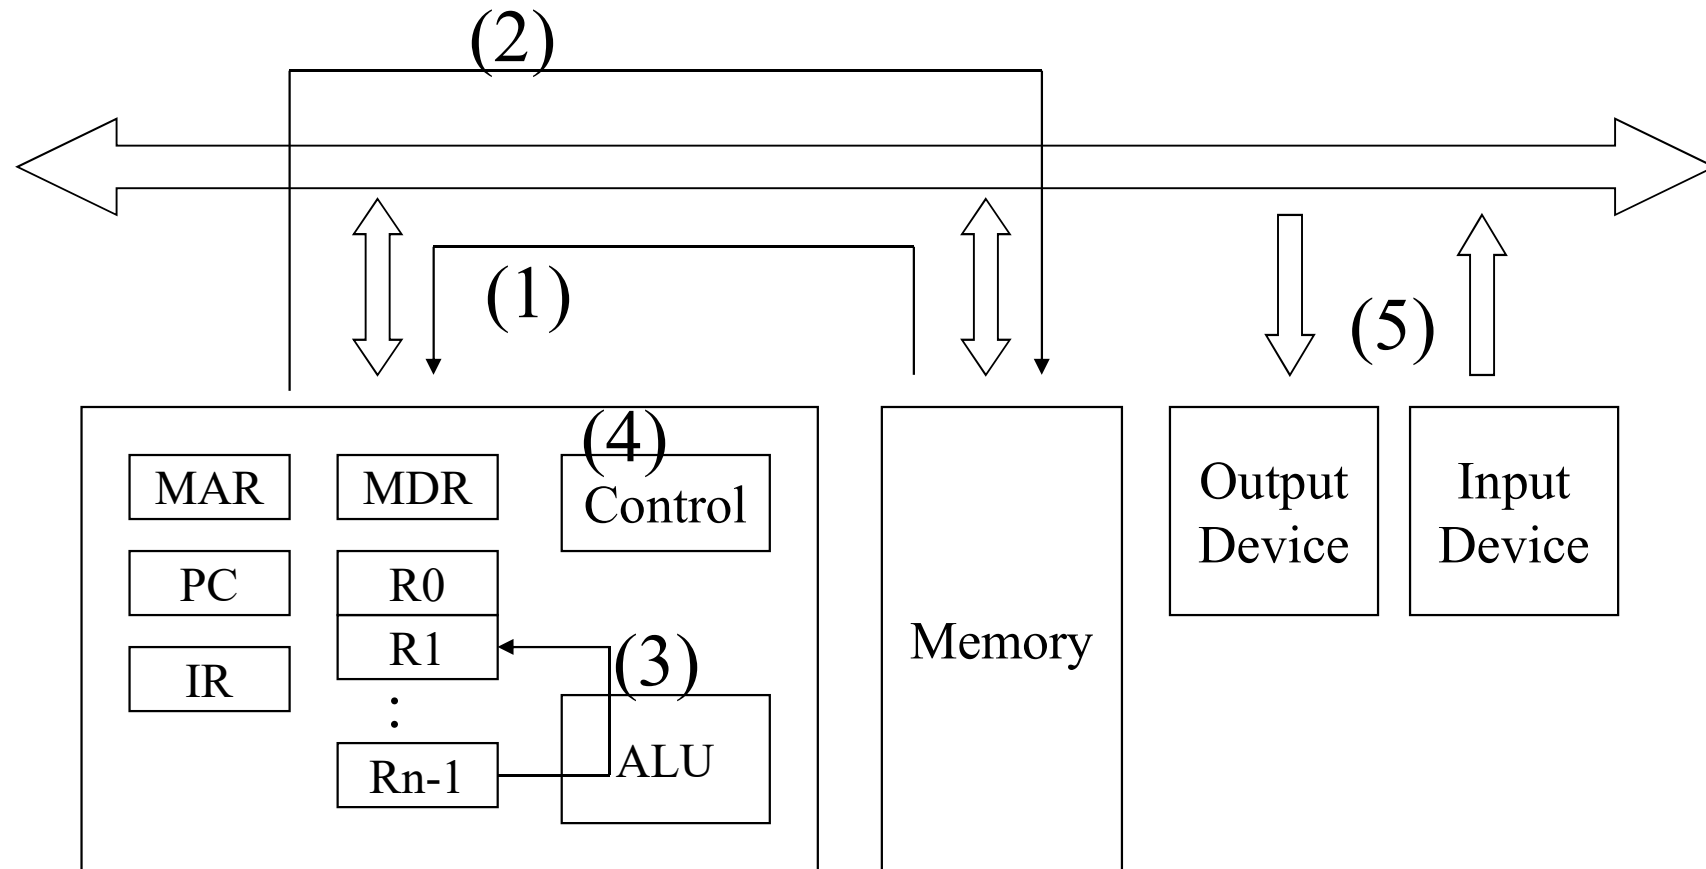 (2)
(1)
(5)
(4)
MAR
MDR
Control
Output
Device
Input
Device
PC
R0
R1
IR
(3)
:
Rn-1
ALU
Memory